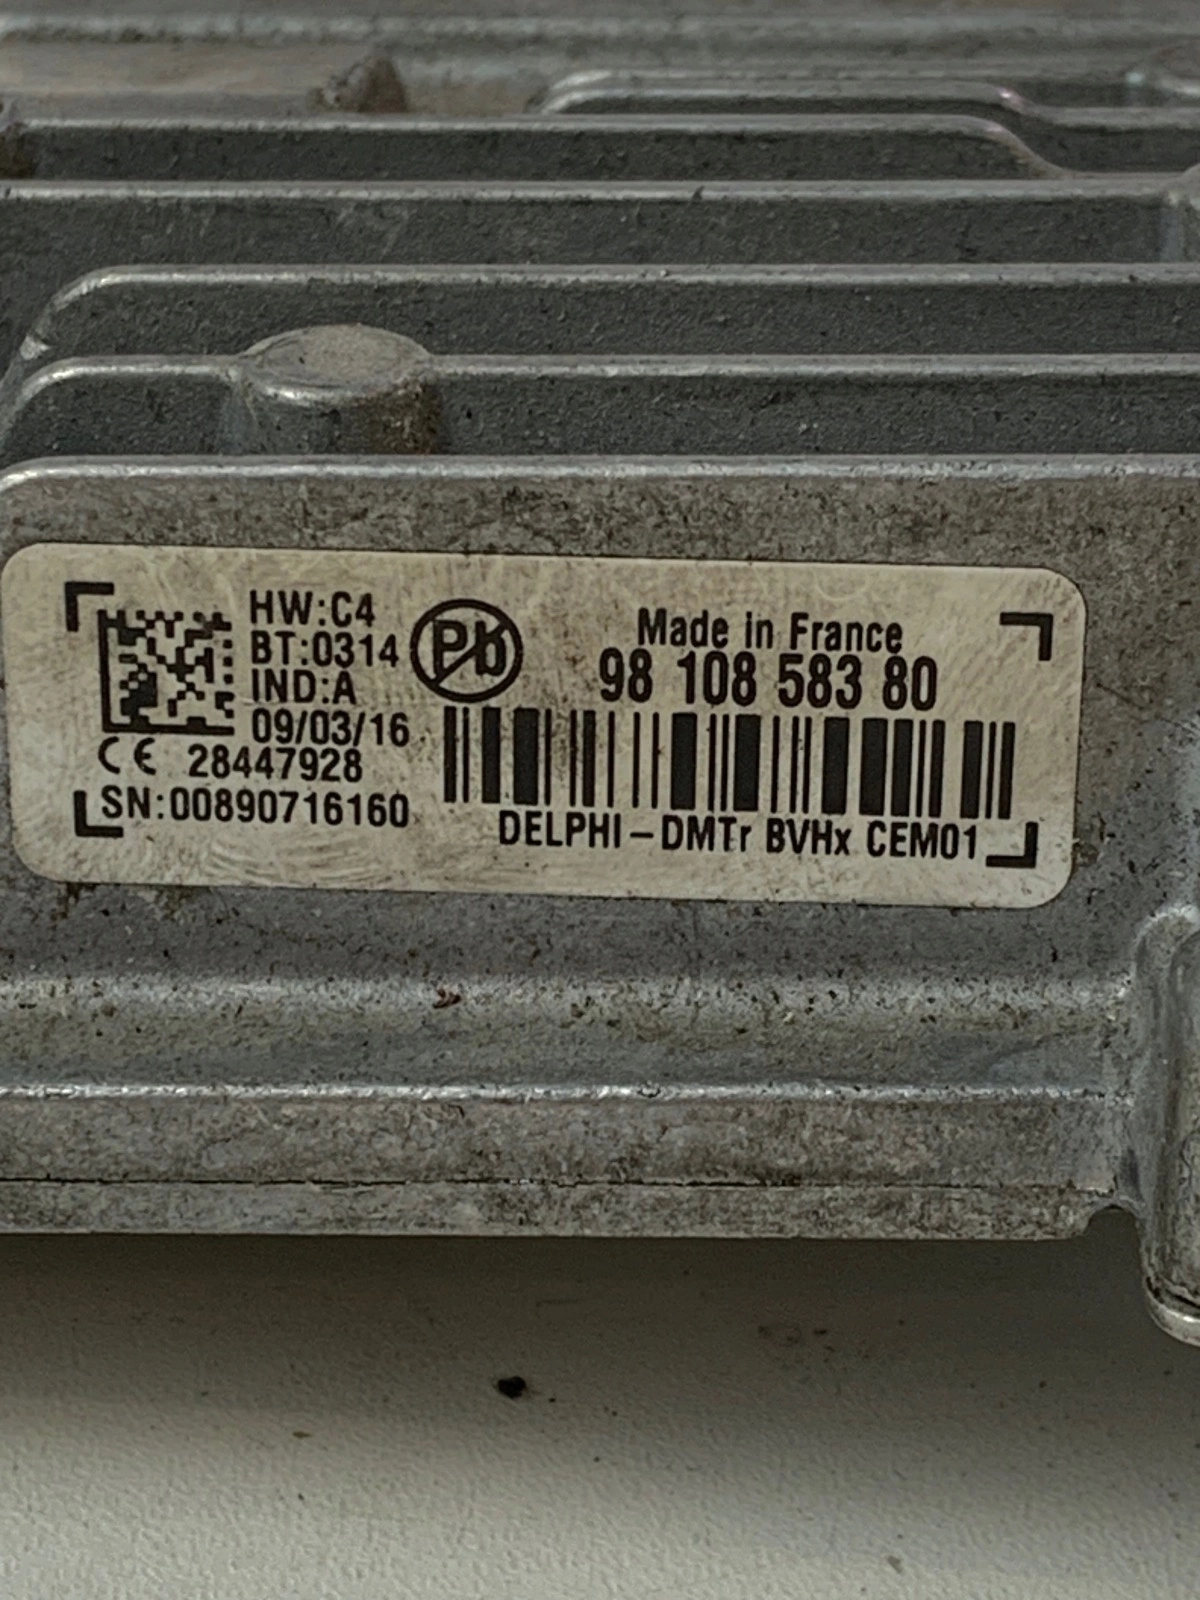 HW:C4
BT:0314
IND:A
09/03/16
CE 28447928
SN:00890716160
Pb
Made in France
98 108 583 80
DELPHI-DMTr BVHx CEM01